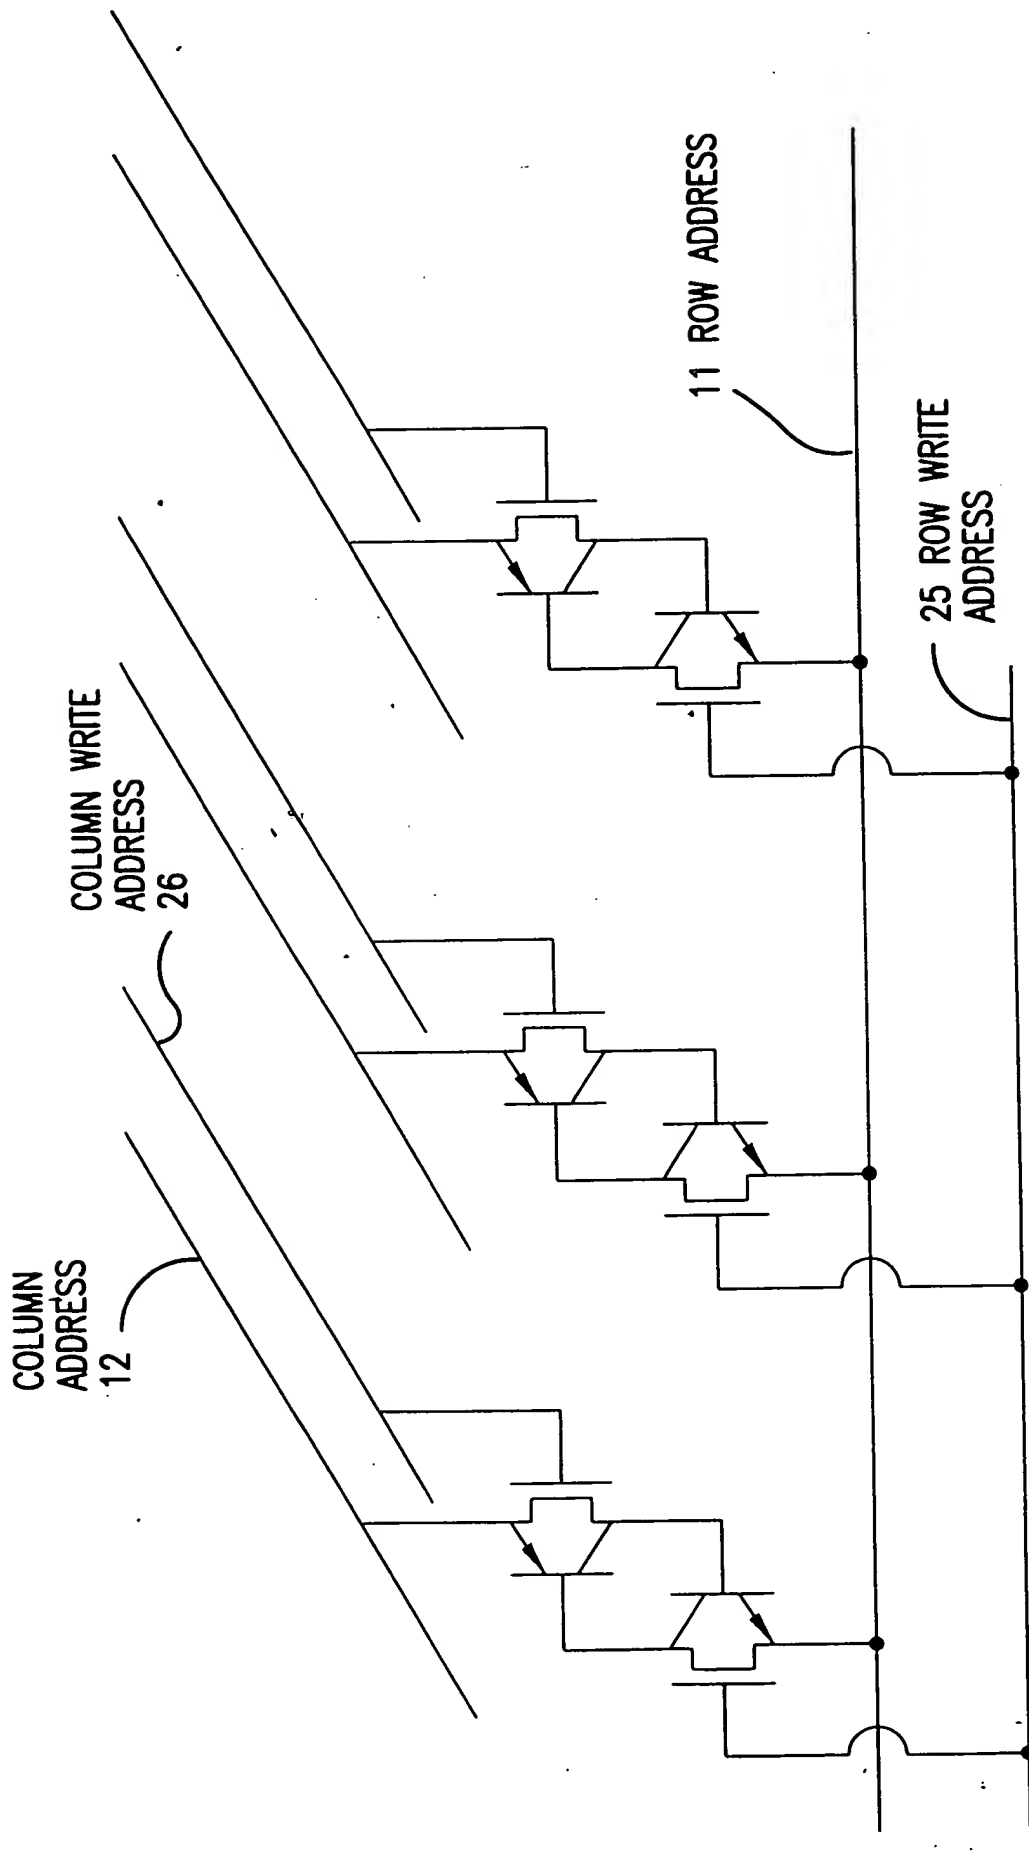 COLUMN
ADDRESS
12
COLUMN WRITE
ADDRESS
26
11 ROW ADDRESS
25 ROW WRITE
ADDRESS